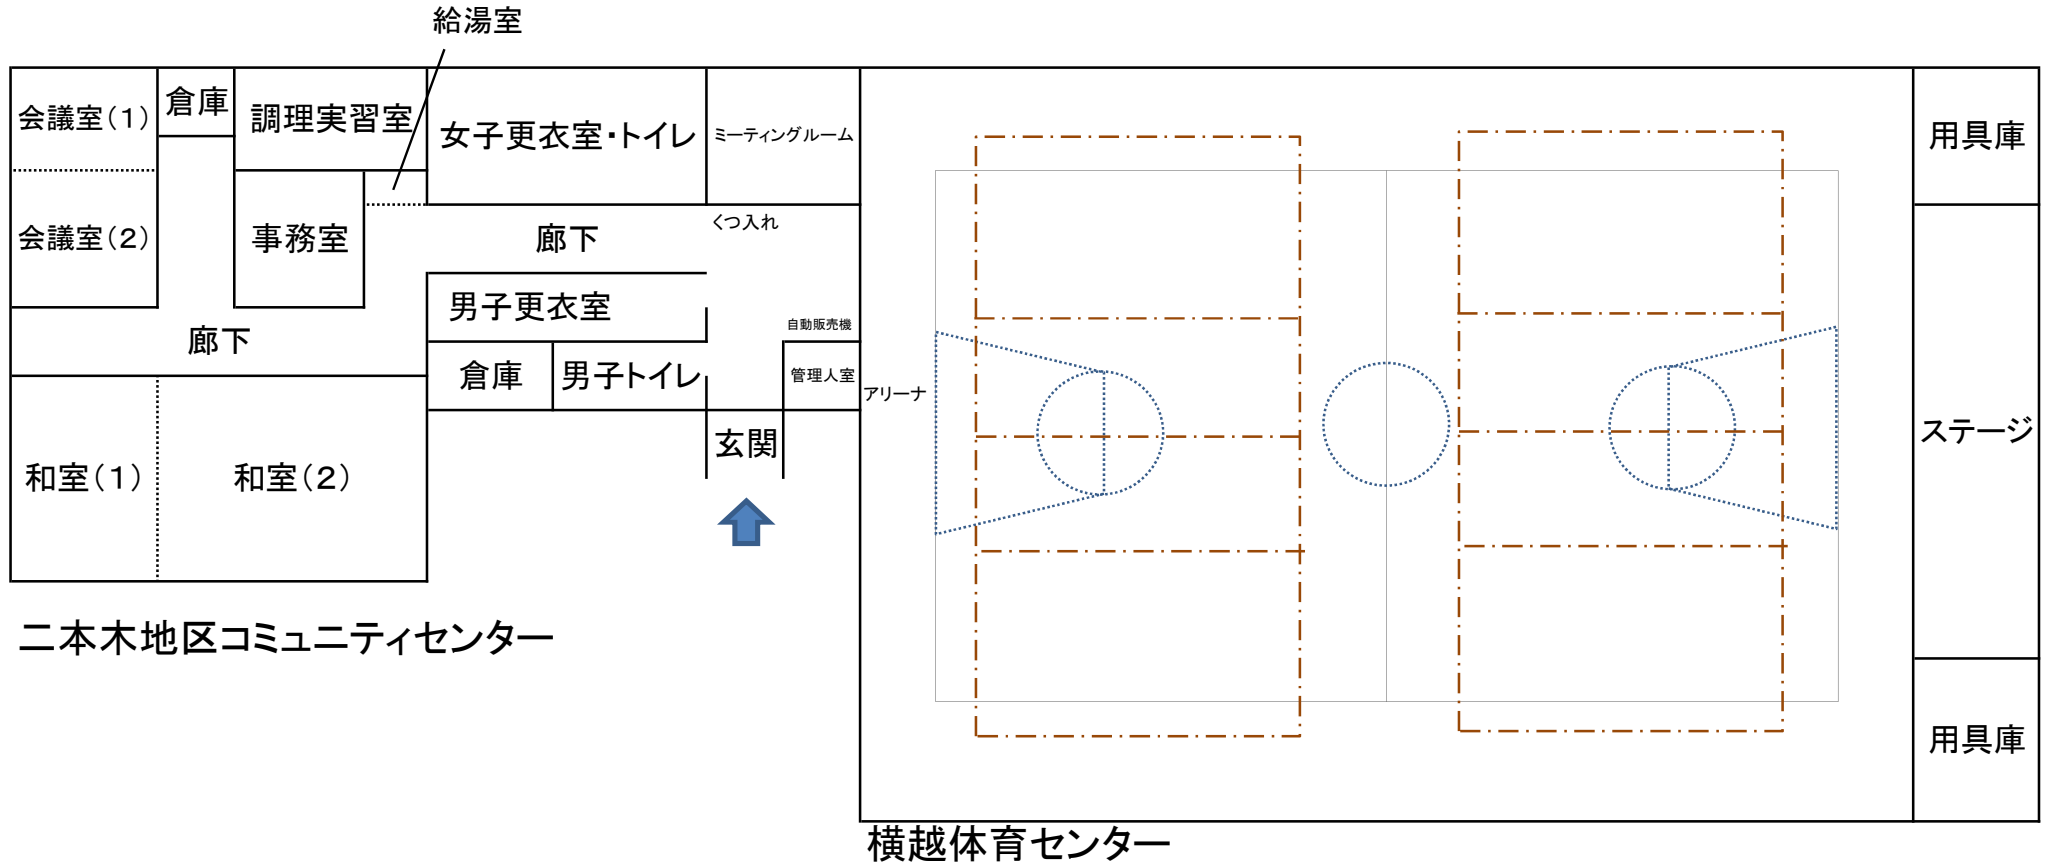 給湯室
会議室(1)
倉庫
調理実習室
女子更衣室・トイレ
ミーティングルーム
用具庫
会議室(2)
事務室
廊下
くつ入れ
男子更衣室
自動販売機
廊下
倉庫
男子トイレ
管理人室
アリーナ
玄関
ステージ
和室(1)
和室(2)
二本木地区コミュニティセンター
用具庫
横越体育センター